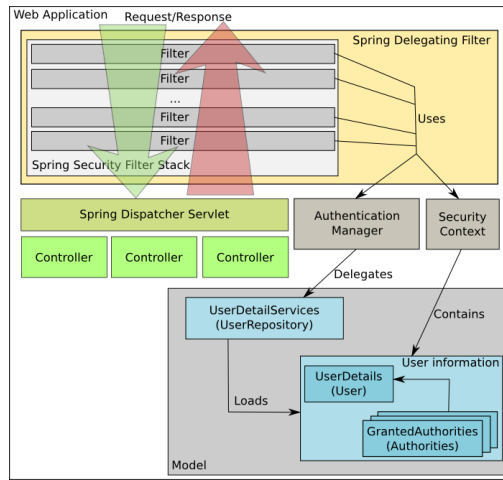 Web Application
Request/Response
Spring Delegating Filter
Filter
Filter
...
Filter
Filter
Uses
Spring Security Filter Stack
Spring Dispatcher Servlet
Authentication
Manager
Security
Context
Controller
Controller
Controller
Delegates
UserDetailServices
(UserRepository)
Contains
User information
UserDetails
(User)
Loads
GrantedAuthorities
(Authorities)
Model